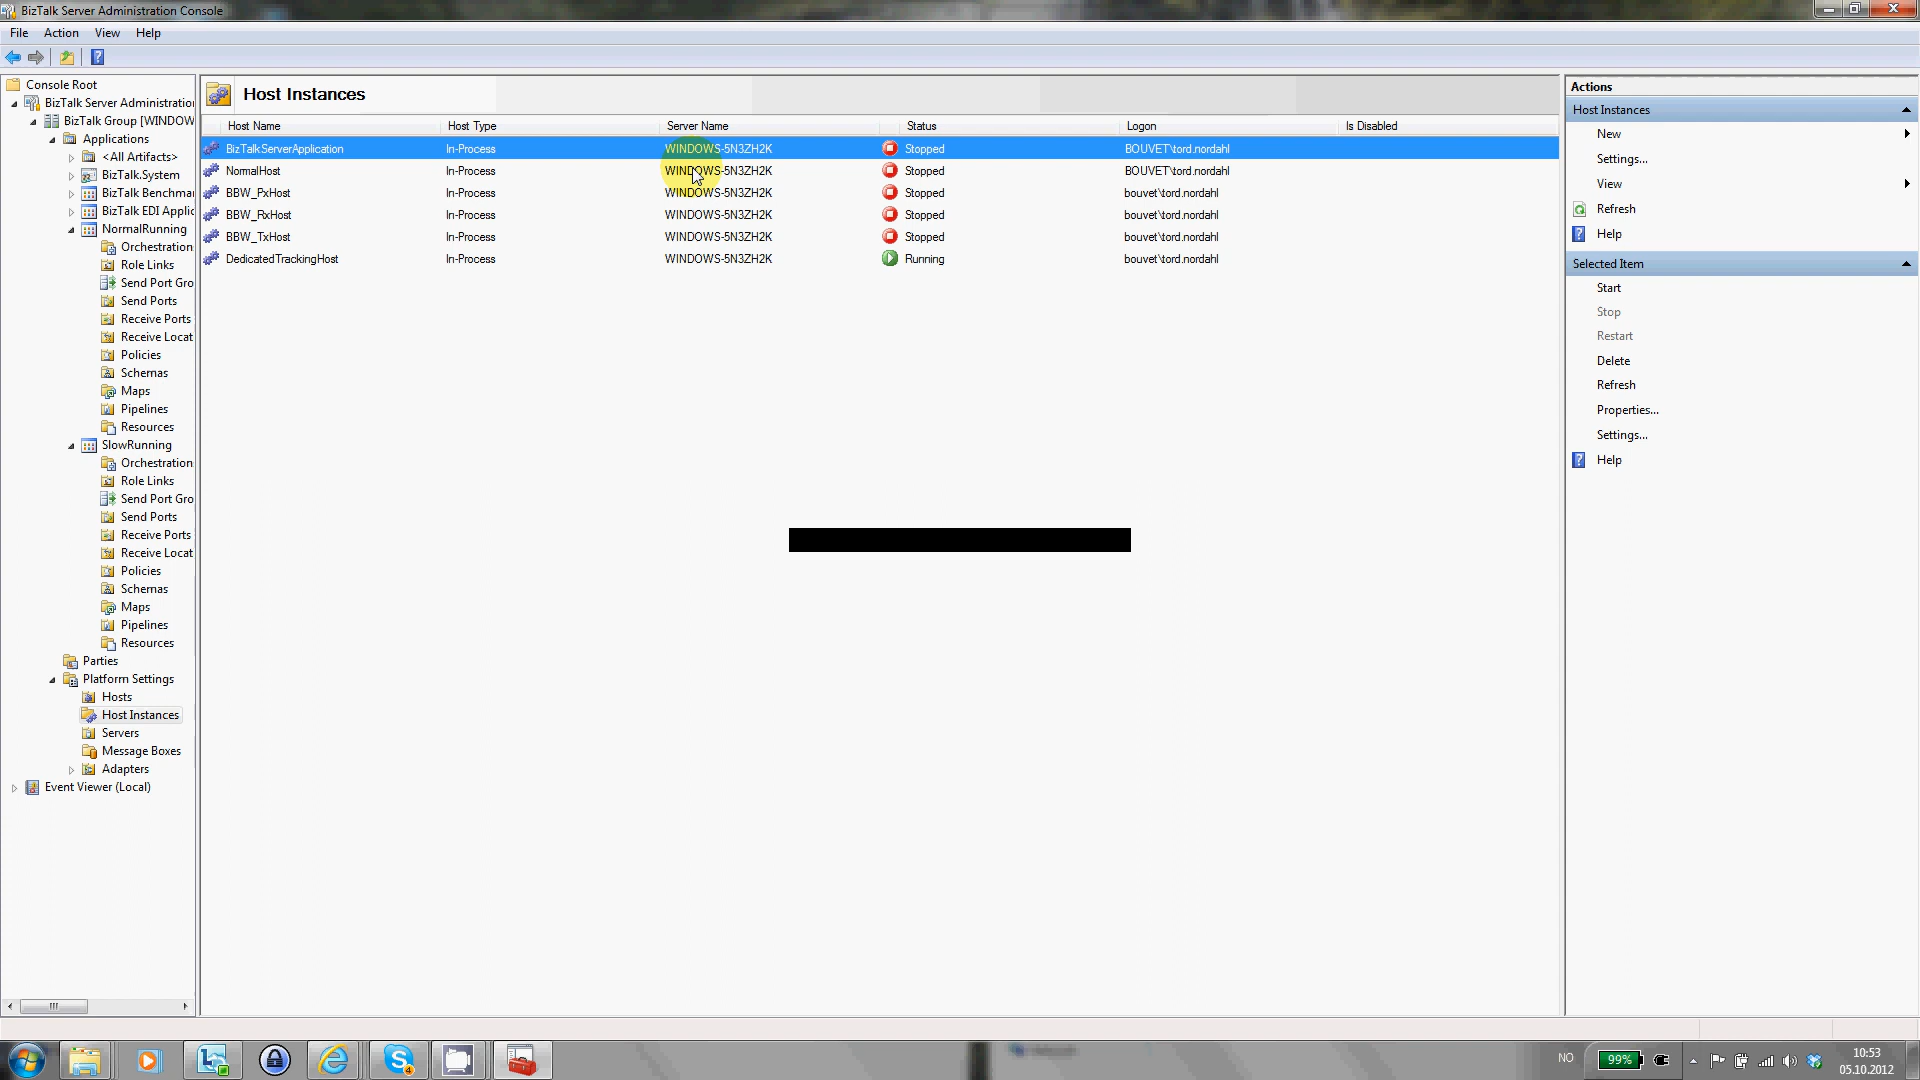 BizTalk Server Administration Console
File Action View Help
Console Root
BizTalk Server Administratio
BizTalk Group [WINDOW
Applications
<All Artifacts>
BizTalk.System
BizTalk Benchmar
BizTalk EDI Applic
NormalRunning
Orchestration
Role Links
Send Port Gro
Send Ports
Receive Ports
Receive Locat
Policies
Schemas
Maps
Pipelines
Resources
SlowRunning
Orchestration
Role Links
Send Port Gro
Send Ports
Receive Ports
Receive Locat
Policies
Schemas
Maps
Pipelines
Resources
Parties
Platform Settings
Hosts
Host Instances
Servers
Message Boxes
Adapters
Event Viewer (Local)
Host Instances
Host Name Host Type Server Name Status Logon Is Disabled
BizTalkServerApplication In-Process WINDOWS-5N3ZH2K Stopped BOUVET\tord.nordahl
NormalHost In-Process WINDOWS-5N3ZH2K Stopped BOUVET\tord.nordahl
BBW_PxHost In-Process WINDOWS-5N3ZH2K Stopped bouvet\tord.nordahl
BBW_RxHost In-Process WINDOWS-5N3ZH2K Stopped bouvet\tord.nordahl
BBW_TxHost In-Process WINDOWS-5N3ZH2K Stopped bouvet\tord.nordahl
DedicatedTrackingHost In-Process WINDOWS-5N3ZH2K Running bouvet\tord.nordahl
Actions
Host Instances
New
Settings...
View
Refresh
Help
Selected Item
Start
Stop
Restart
Delete
Refresh
Properties...
Settings...
Help
NO
99%
10:53
05.10.2012